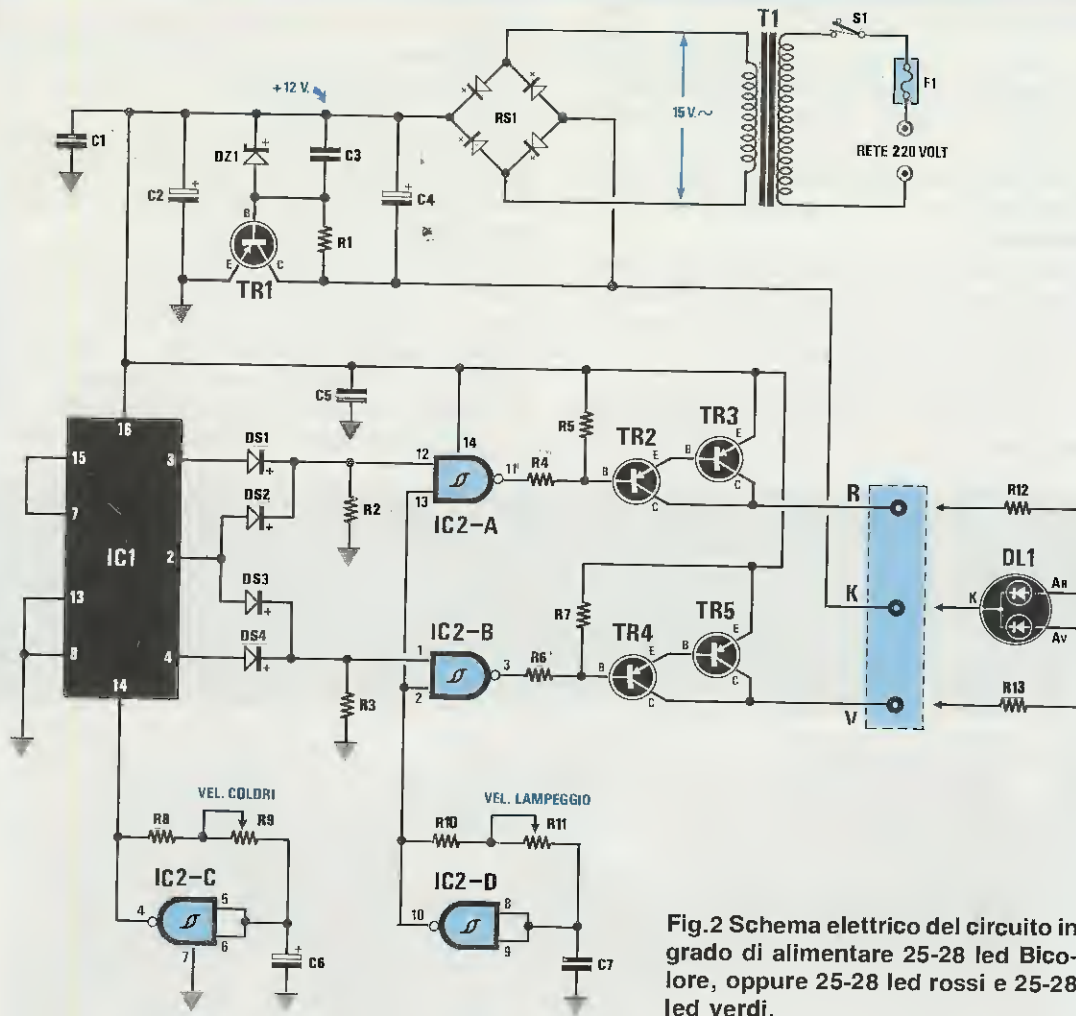 T1
S1
F1
+12 V.
15 V.~
RS1
RETE 220 VOLT
C1
C2
DZ1
C3
C4
R1
B
E
C
TR1
C5
16
15
7
13
8
14
3
2
4
IC1
DS1
DS2
DS3
DS4
R2
R3
12
13
14
11
IC2-A
R4
R5
TR2
B
E
C
TR3
B
E
C
1
2
3
IC2-B
R6
R7
TR4
B
E
C
TR5
B
E
C
R
K
V
R12
DL1
K
AR
AV
R13
VEL. COLORI
R8
R9
IC2-C
4
5
6
7
C6
VEL. LAMPEGGIO
R10
R11
IC2-D
10
8
9
C7
Fig.2 Schema elettrico del circuito in
grado di alimentare 25-28 led Bico-
lore, oppure 25-28 led rossi e 25-28
led verdi.